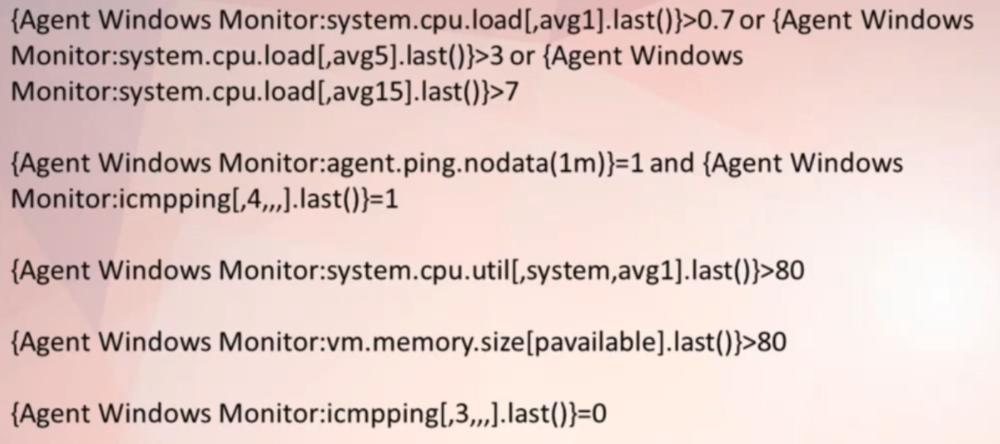 {Agent Windows Monitor:system.cpu.load[,avg1].last()}>0.7 or {Agent Windows
Monitor:system.cpu.load[,avg5].last()}>3 or {Agent Windows
Monitor:system.cpu.load[,avg15].last()}>7
{Agent Windows Monitor:agent.ping.nodata(1m)}=1 and {Agent Windows
Monitor:icmpping[,4,,,].last()}=1
{Agent Windows Monitor:system.cpu.util[,system,avg1].last()}>80
{Agent Windows Monitor:vm.memory.size[pavailable].last()}>80
{Agent Windows Monitor:icmpping[,3,,,].last()}=0